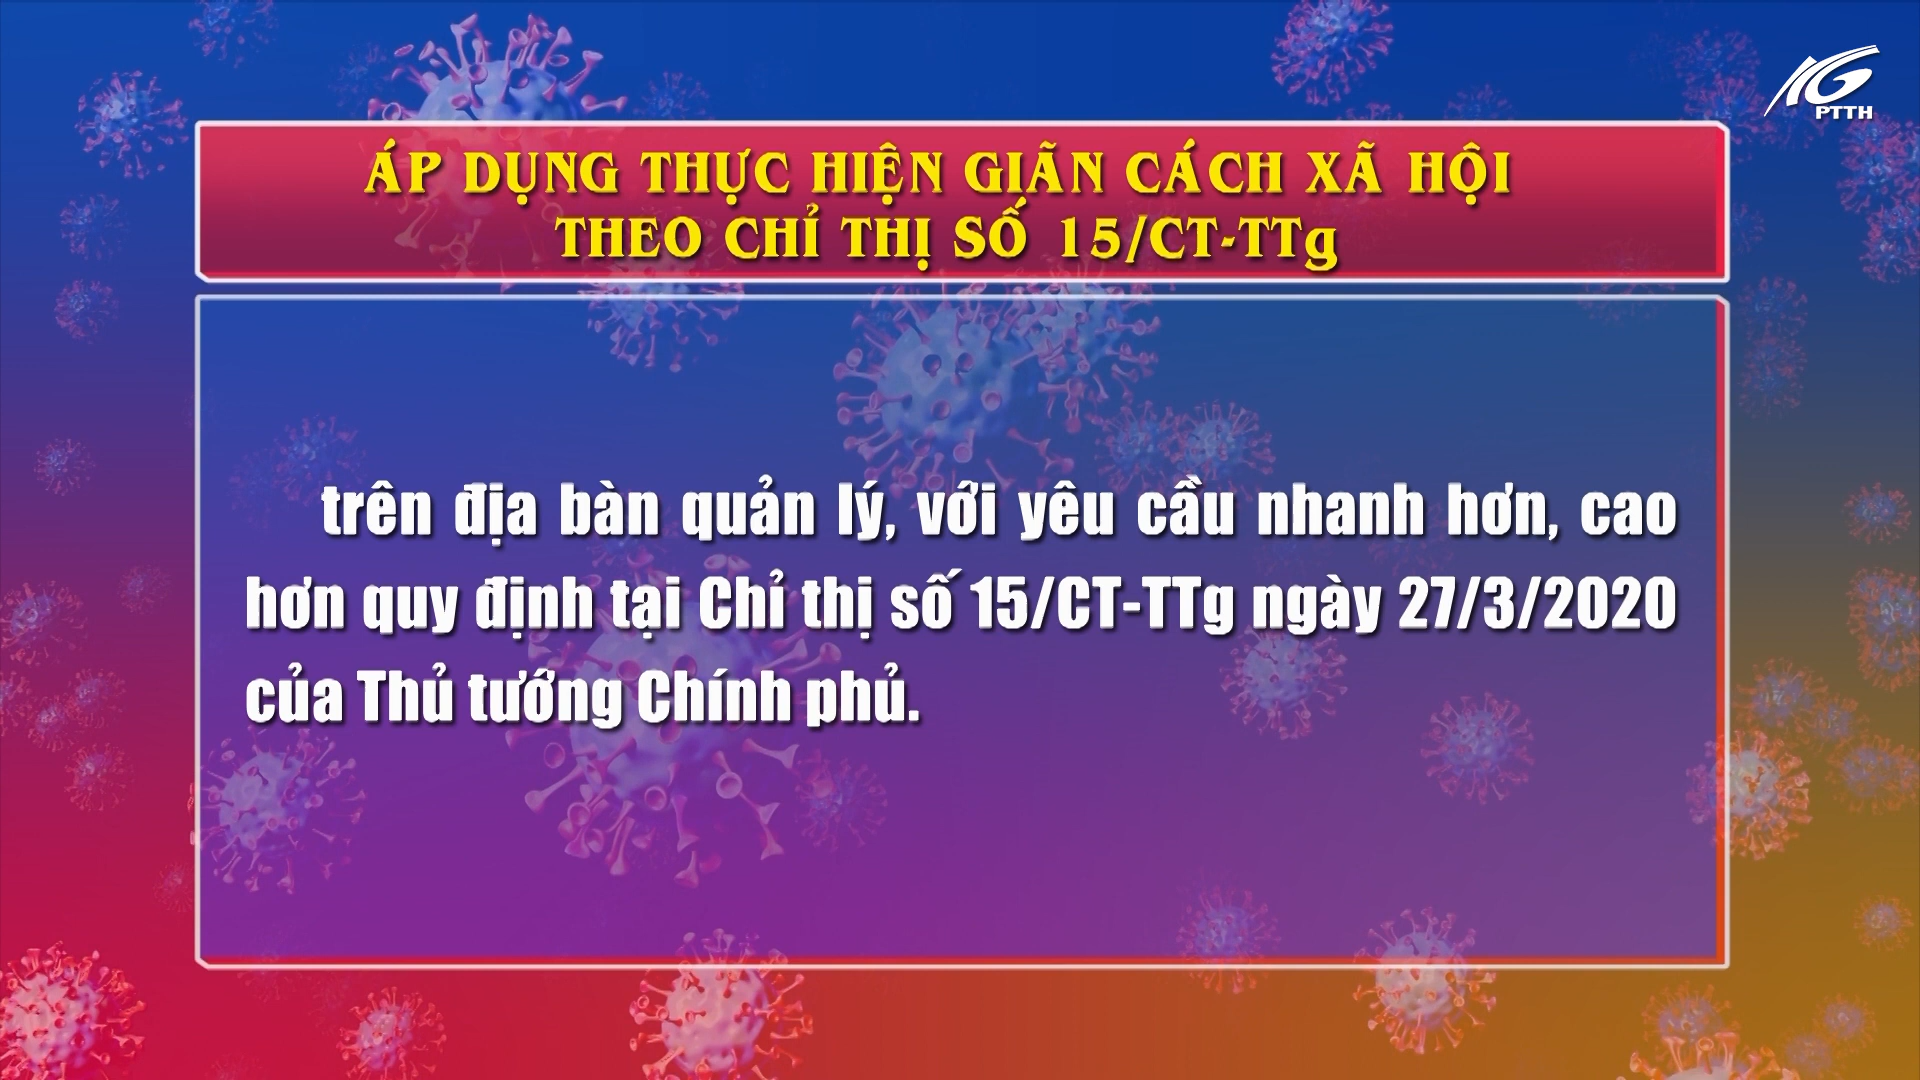 KG
PTTH
ÁP DỤNG THỰC HIỆN GIÃN CÁCH XÃ HỘI
THEO CHỈ THỊ SỐ 15/CT-TTg
trên địa bàn quản lý, với yêu cầu nhanh hơn, cao
hơn quy định tại Chỉ thị số 15/CT-TTg ngày 27/3/2020
của Thủ tướng Chính phủ.